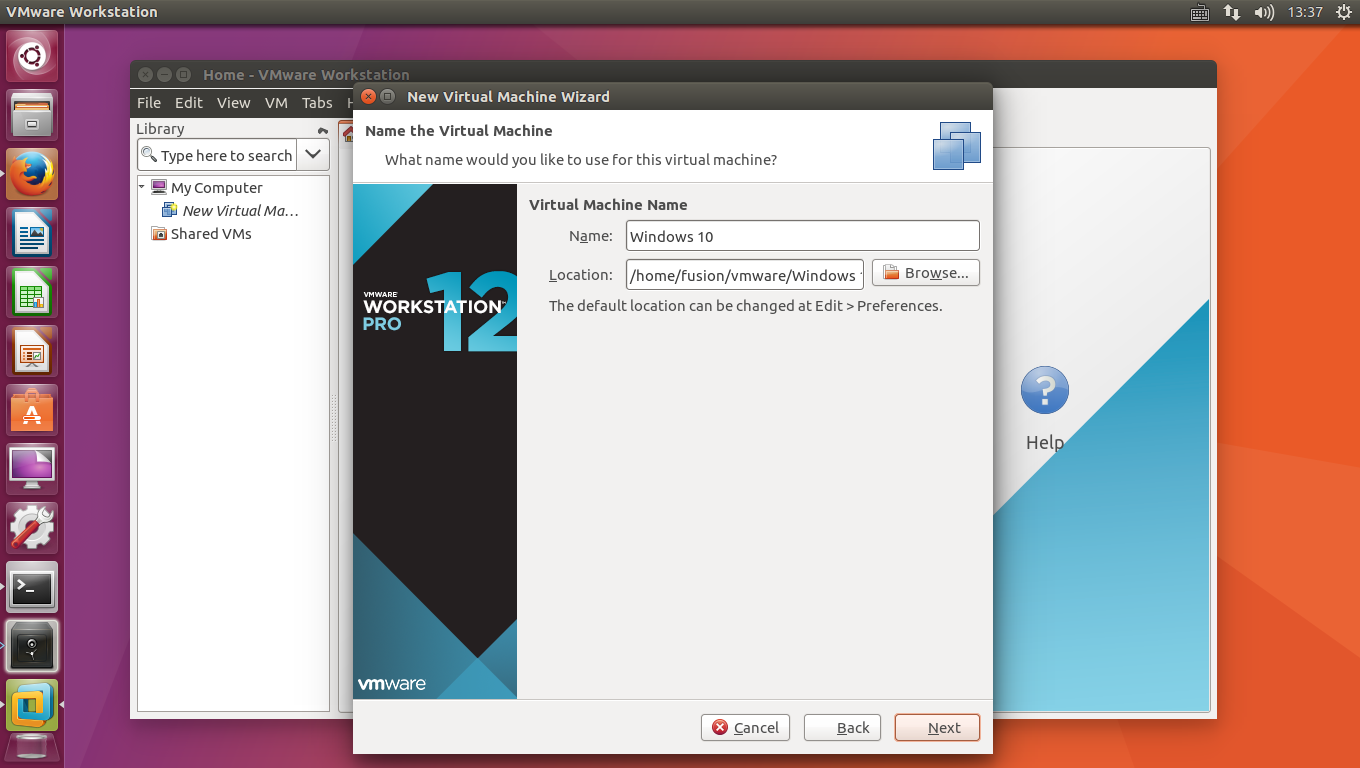 VMware Workstation
13:37
Home - VMware Workstation
File Edit View VM Tabs
Library
Type here to search
My Computer
New Virtual Ma...
Shared VMs
New Virtual Machine Wizard
Name the Virtual Machine
What name would you like to use for this virtual machine?
VMWARE
WORKSTATION™ 12
PRO
vmware
Virtual Machine Name
Name: Windows 10
Location: /home/fusion/vmware/Windows Browse...
The default location can be changed at Edit > Preferences.
Cancel Back Next
Help